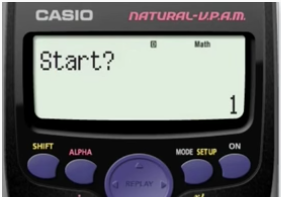 CASIO NATURAL-V.P.A.M.
D Math
Start?
1
SHIFT ALPHA MODE SETUP ON
REPLAY